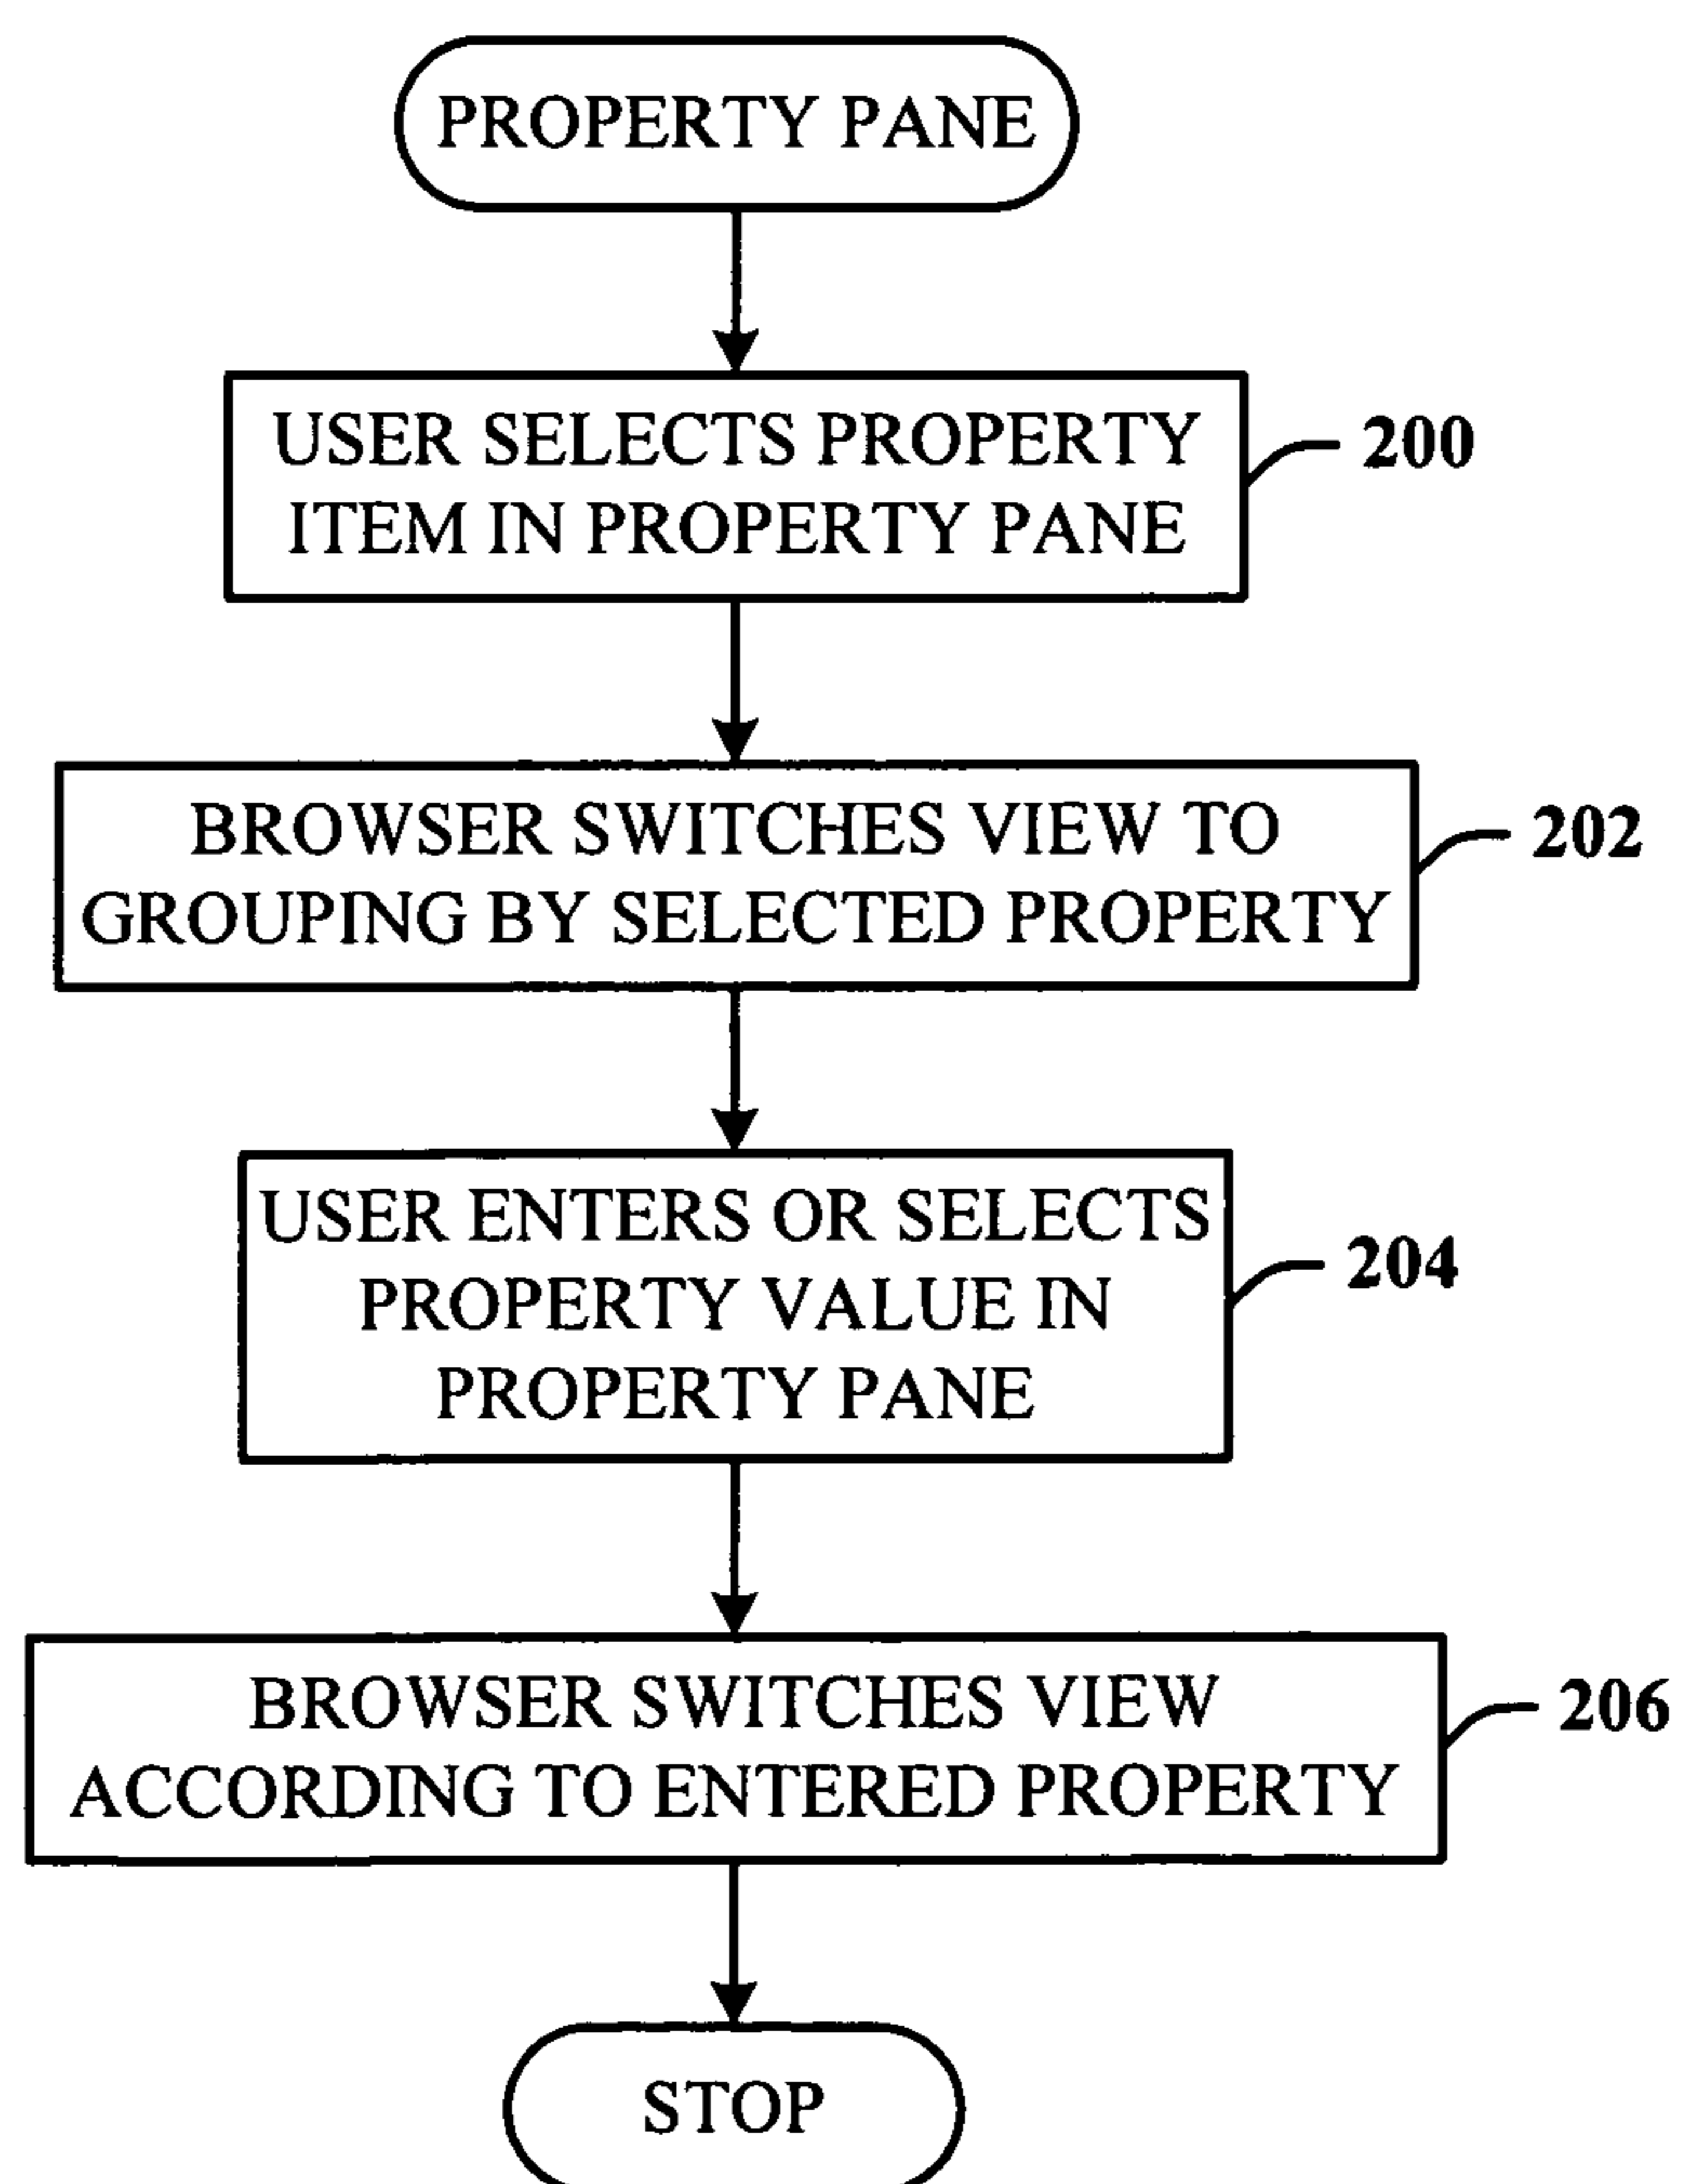 PROPERTY PANE
USER SELECTS PROPERTY
ITEM IN PROPERTY PANE
200
BROWSER SWITCHES VIEW TO
GROUPING BY SELECTED PROPERTY
202
USER ENTERS OR SELECTS
PROPERTY VALUE IN
PROPERTY PANE
204
BROWSER SWITCHES VIEW
ACCORDING TO ENTERED PROPERTY
206
STOP